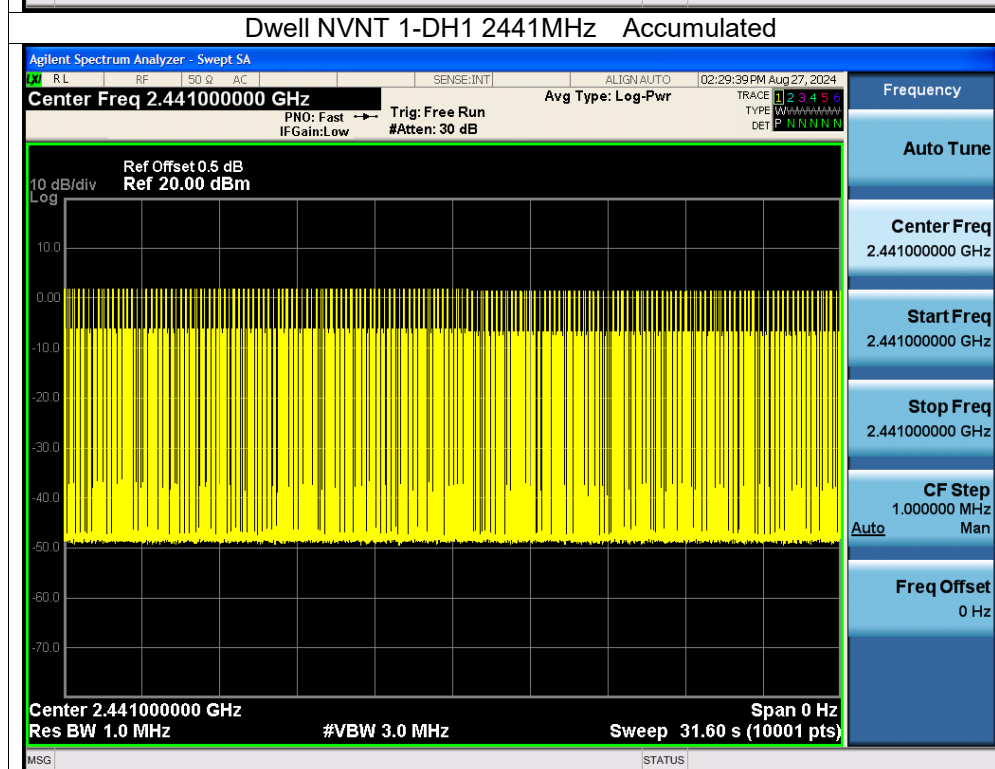 Dwell NVNT 1-DH1 2441MHz Accumulated
Agilent Spectrum Analyzer - Swept SA
LXI RL RF 50 Ω AC SENSE:INT ALIGN AUTO 02:29:39 PM Aug 27, 2024
Center Freq 2.441000000 GHz
PNO: Fast
IFGain:Low
Trig: Free Run
#Atten: 30 dB
Avg Type: Log-Pwr
TRACE 1 2 3 4 5 6
TYPE WWWWWW
DET P N N N N N
Ref Offset 0.5 dB
10 dB/div Ref 20.00 dBm
Log
10.0
0.00
-10.0
-20.0
-30.0
-40.0
-50.0
-60.0
-70.0
Center 2.441000000 GHz Span 0 Hz
Res BW 1.0 MHz #VBW 3.0 MHz Sweep 31.60 s (10001 pts)
MSG STATUS
Frequency
Auto Tune
Center Freq
2.441000000 GHz
Start Freq
2.441000000 GHz
Stop Freq
2.441000000 GHz
CF Step
1.000000 MHz
Auto Man
Freq Offset
0 Hz